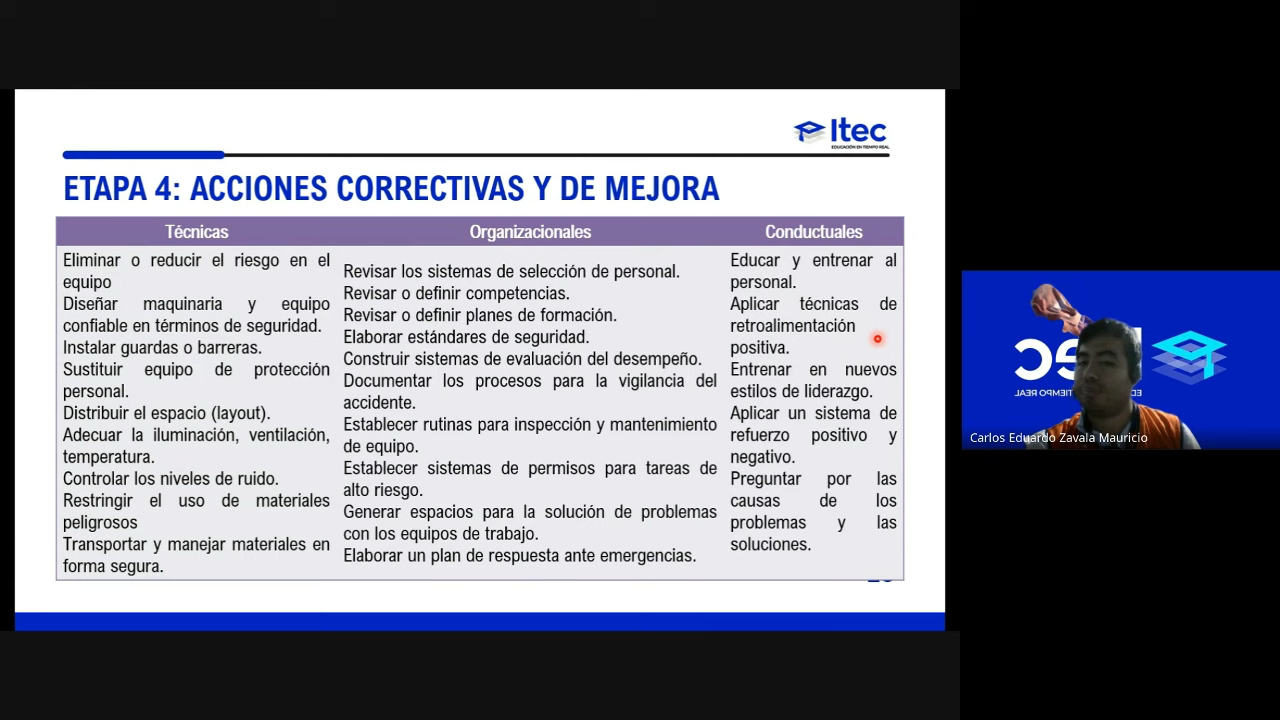 Itec
EDUCACIÓN EN TIEMPO REAL
ETAPA 4: ACCIONES CORRECTIVAS Y DE MEJORA
Técnicas
Eliminar o reducir el riesgo en el
equipo
Diseñar maquinaria y equipo
confiable en términos de seguridad.
Instalar guardas o barreras.
Sustituir equipo de protección
personal.
Distribuir el espacio (layout).
Adecuar la iluminación, ventilación,
temperatura.
Controlar los niveles de ruido.
Restringir el uso de materiales
peligrosos
Transportar y manejar materiales en
forma segura.
Organizacionales
Revisar los sistemas de selección de personal.
Revisar o definir competencias.
Revisar o definir planes de formación.
Elaborar estándares de seguridad.
Construir sistemas de evaluación del desempeño.
Documentar los procesos para la vigilancia del
accidente.
Establecer rutinas para inspección y mantenimiento
de equipo.
Establecer sistemas de permisos para tareas de
alto riesgo.
Generar espacios para la solución de problemas
con los equipos de trabajo.
Elaborar un plan de respuesta ante emergencias.
Conductuales
Educar y entrenar al
personal.
Aplicar técnicas de
retroalimentación
positiva.
Entrenar en nuevos
estilos de liderazgo.
Aplicar un sistema de
refuerzo positivo y
negativo.
Preguntar por las
causas de los
problemas y las
soluciones.
Carlos Eduardo Zavala Mauricio